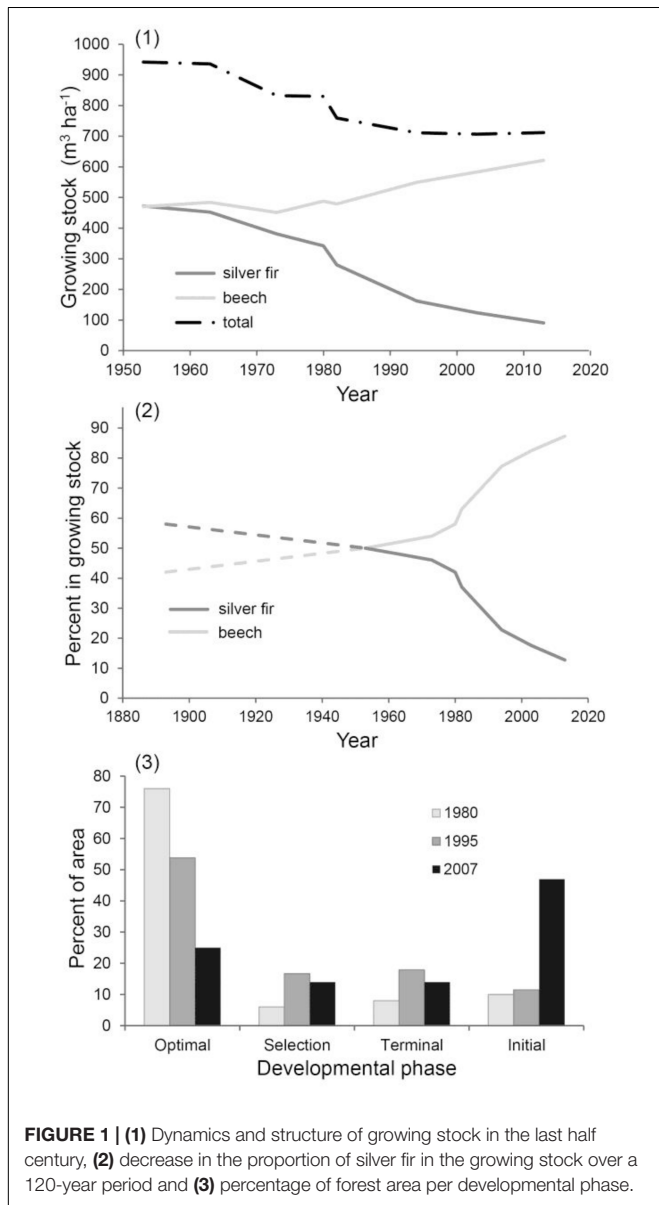 (1)
1000
900
800
700
600
500
400
300
200
100
0
Growing stock (m³ ha⁻¹)
silver fir
beech
total
1950 1960 1970 1980 1990 2000 2010 2020
Year
(2)
90
80
70
60
50
40
30
20
10
0
Percent in growing stock
silver fir
beech
1880 1900 1920 1940 1960 1980 2000 2020
Year
(3)
80
70
60
50
40
30
20
10
0
Percent of area
1980
1995
2007
Optimal Selection Terminal Initial
Developmental phase
FIGURE 1 | (1) Dynamics and structure of growing stock in the last half
century, (2) decrease in the proportion of silver fir in the growing stock over a
120-year period and (3) percentage of forest area per developmental phase.